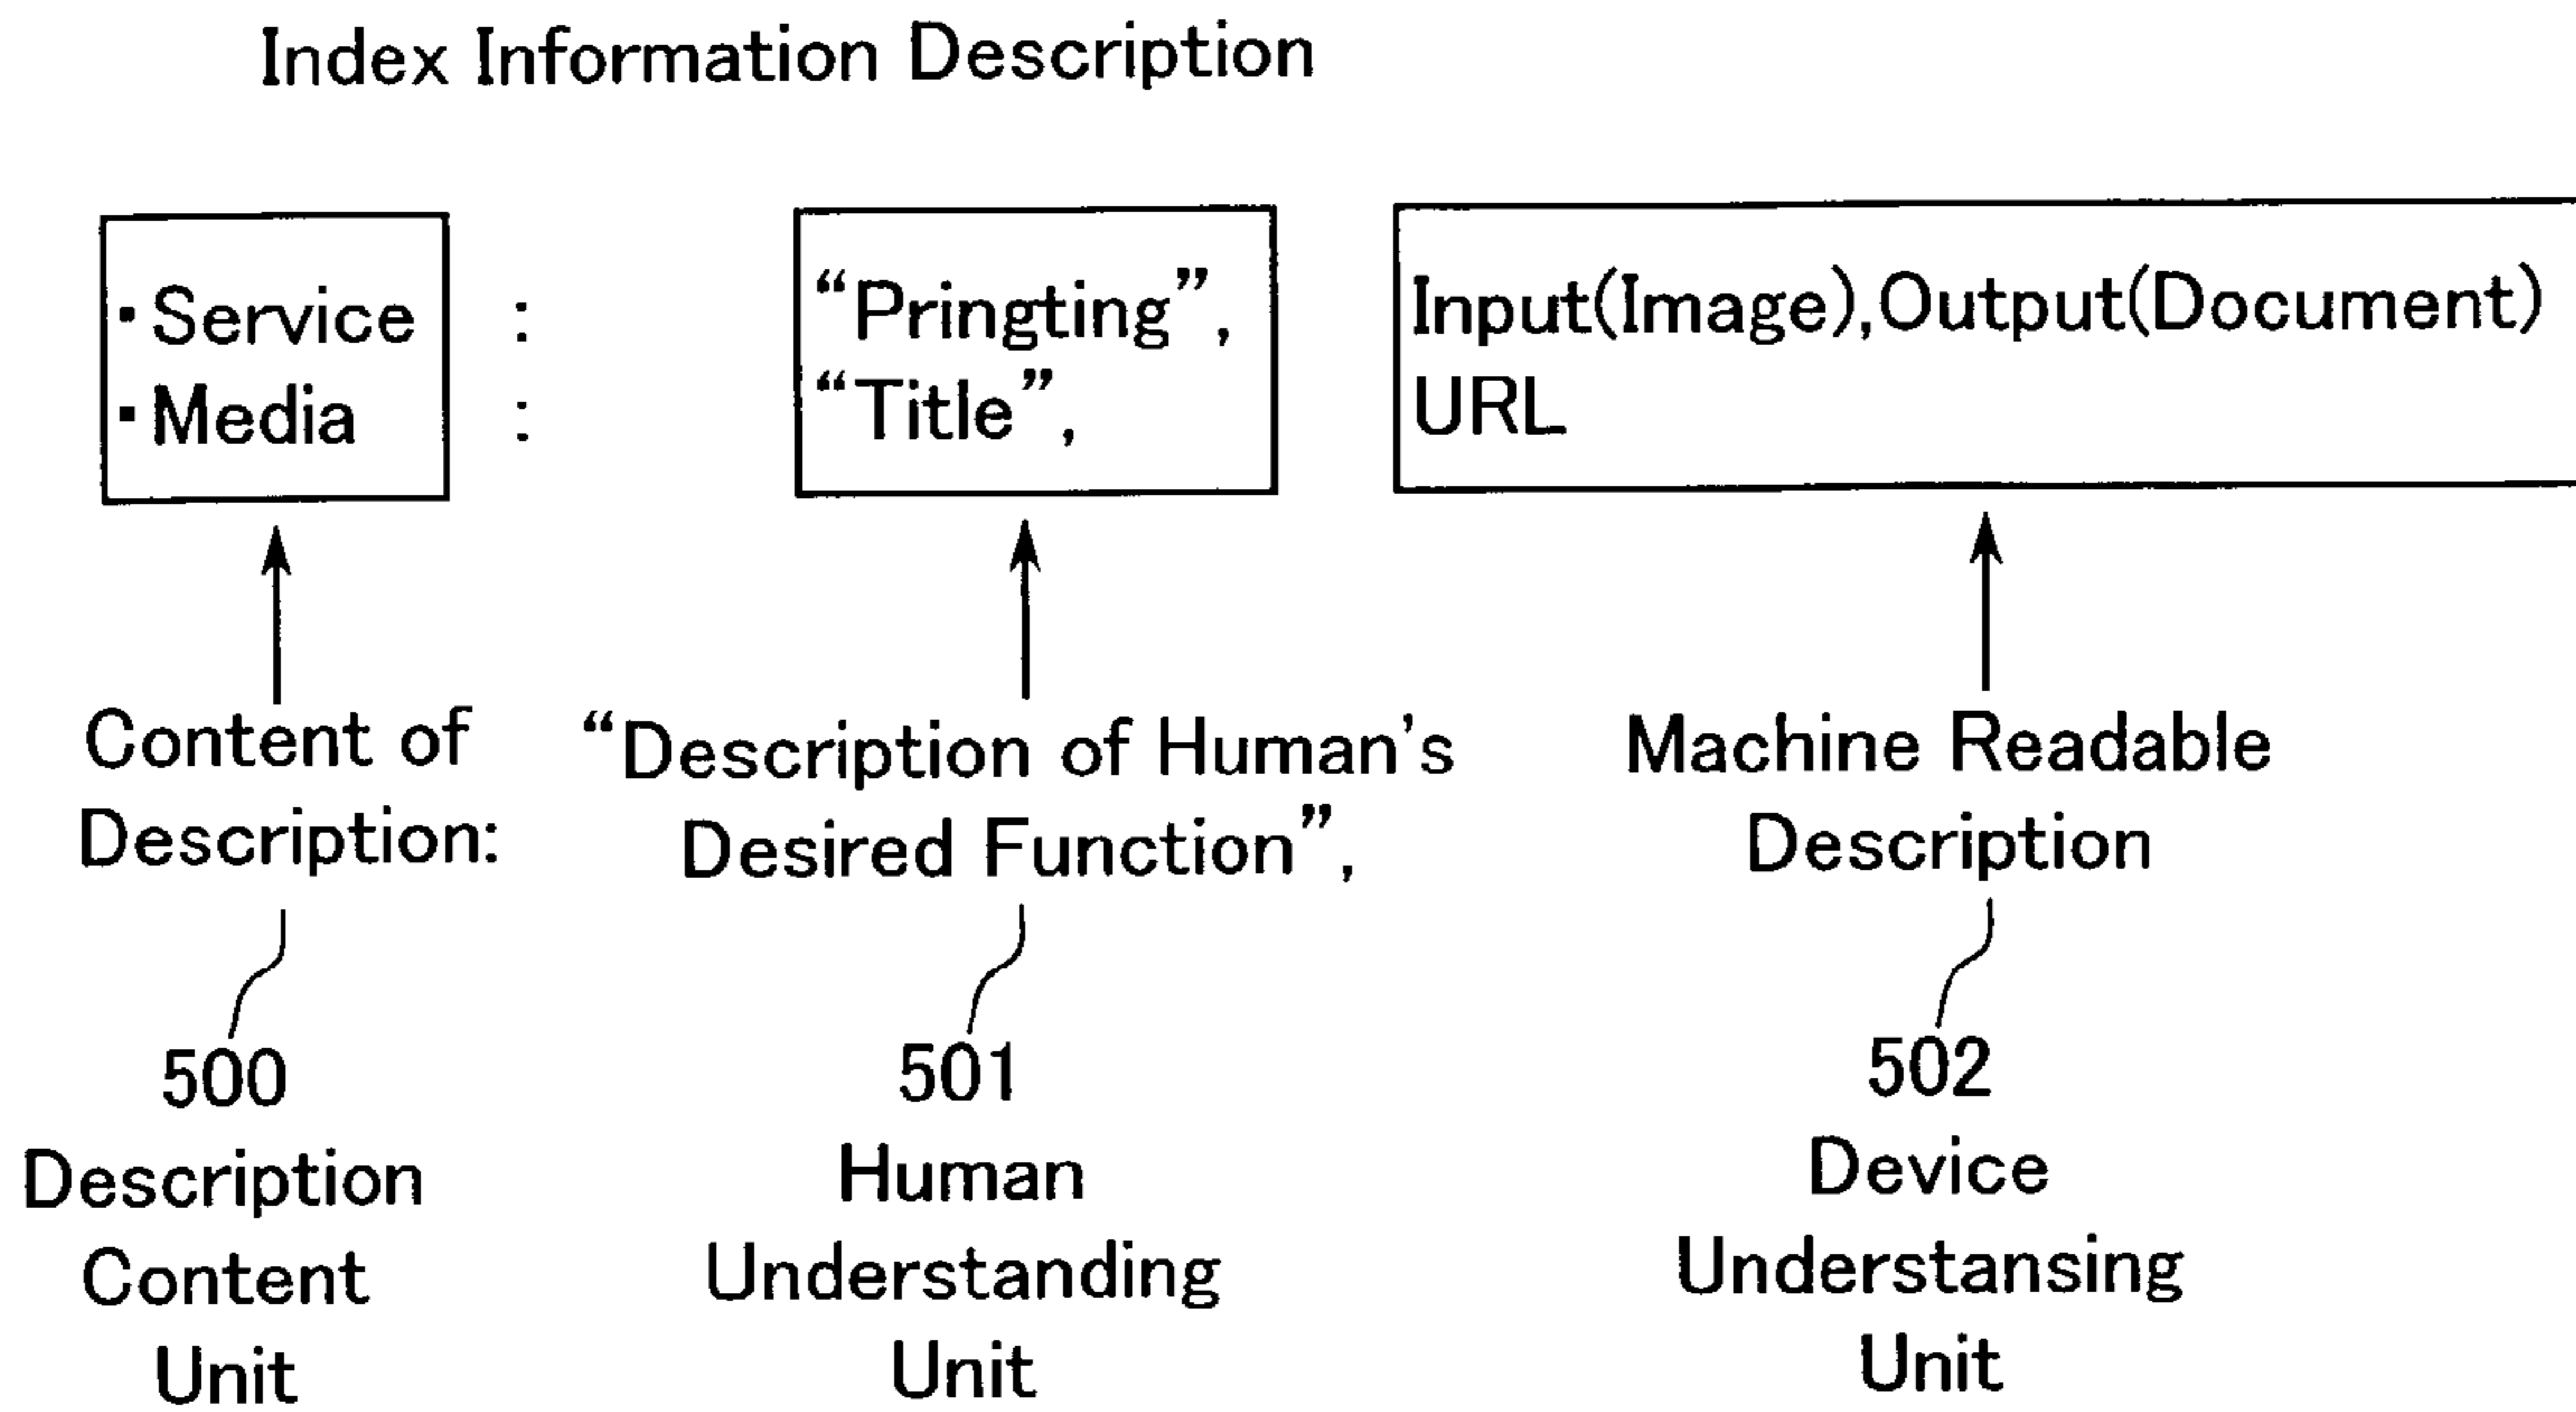 Index Information Description
・Service : “Pringting”, Input(Image),Output(Document)
・Media : “Title”, URL
Content of
Description:
“Description of Human's
Desired Function”,
Machine Readable
Description
500
Description
Content
Unit
501
Human
Understanding
Unit
502
Device
Understansing
Unit